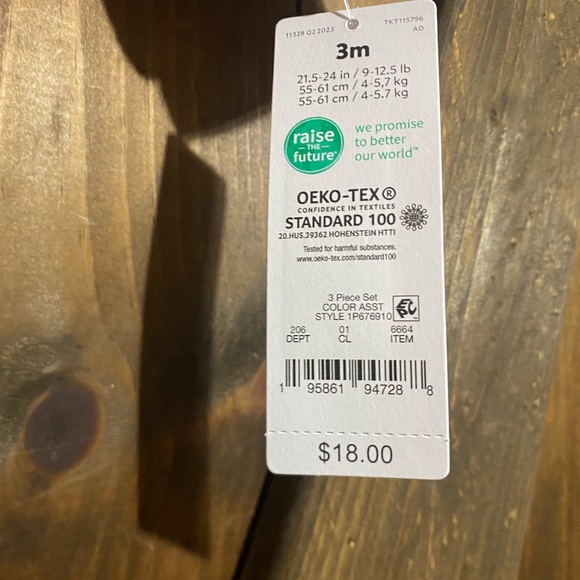 11328 Q2 2023
TKT115796
AO
3m
21.5-24 in / 9-12.5 lb
55-61 cm / 4-5,7 kg
55-61 cm / 4-5.7 kg
raise
THE
future™
we promise
to better
our world™
OEKO-TEX®
CONFIDENCE IN TEXTILES
STANDARD 100
20.HUS.39362 HOHENSTEIN HTTI
Tested for harmful substances.
www.oeko-tex.com/standard100
3 Piece Set
COLOR ASST
STYLE 1P676910
206 01 6664
DEPT CL ITEM
1 95861 94728 8
$18.00